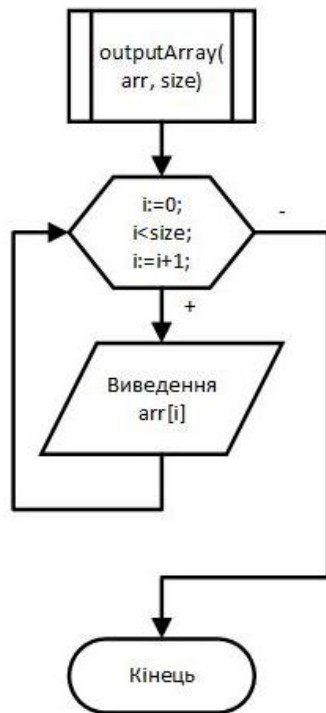 outputArray(
arr, size)
i:=0;
i<size;
i:=i+1;
-
+
Виведення
arr[i]
Кінець